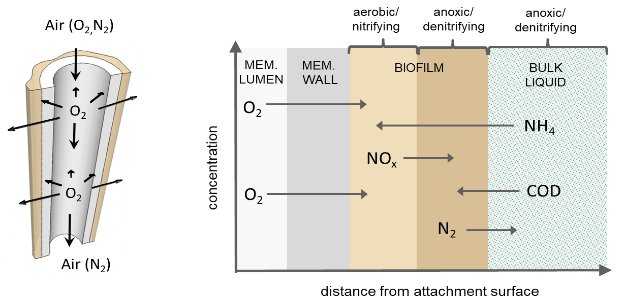 Air (O₂,N₂)
O₂
O₂
Air (N₂)
aerobic/
nitrifying
anoxic/
denitrifying
anoxic/
denitrifying
MEM.
LUMEN
MEM.
WALL
BIOFILM
BULK
LIQUID
O₂
NH₄
NOₓ
O₂
COD
N₂
concentration
distance from attachment surface